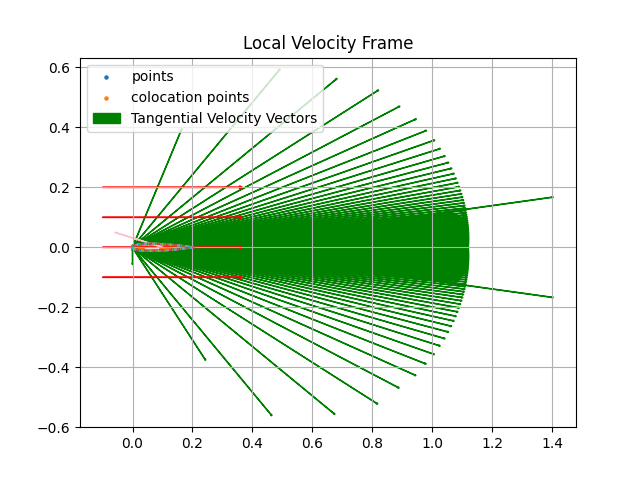 Local Velocity Frame
points
colocation points
Tangential Velocity Vectors
0.6
0.4
0.2
0.0
−0.2
−0.4
−0.6
0.0 0.2 0.4 0.6 0.8 1.0 1.2 1.4